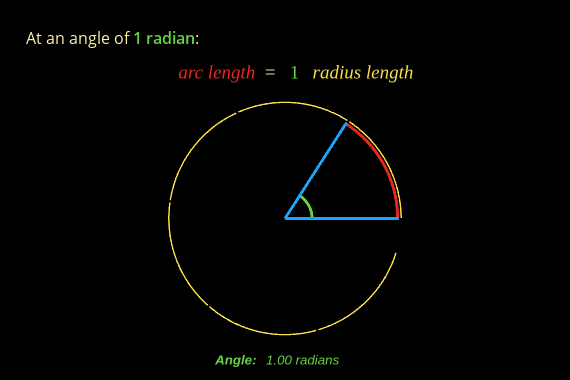 At an angle of 1 radian:
arc length = 1 radius length
Angle: 1.00 radians